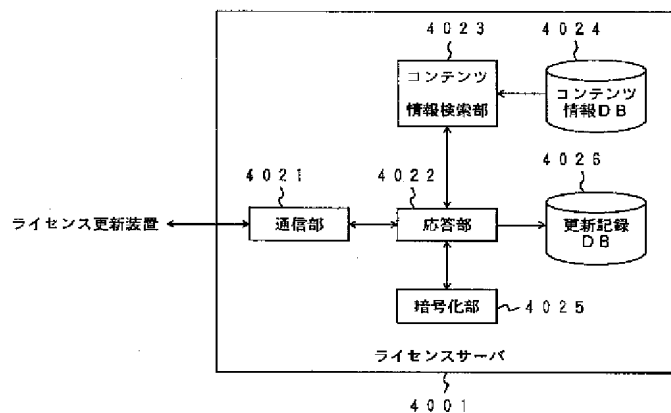 4023
4024
コンテンツ
情報検索部
コンテンツ
情報DB
4021
4022
4026
ライセンス更新装置
通信部
応答部
更新記録
DB
暗号化部
4025
ライセンスサーバ
4001